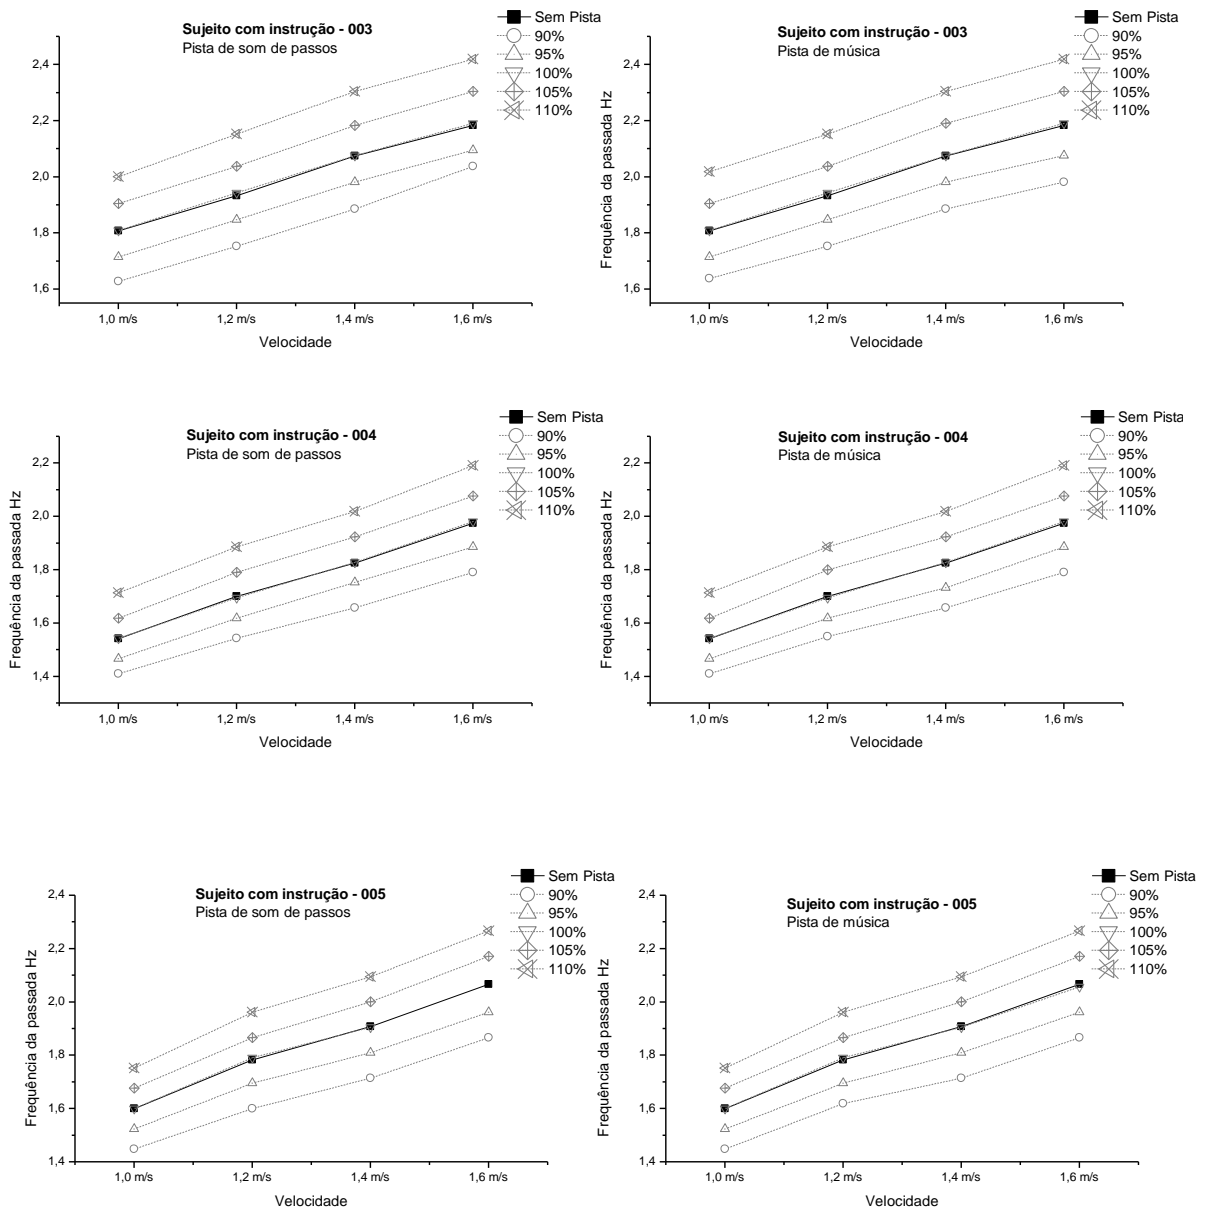 Sujeito com instrução - 003
Pista de som de passos
Sem Pista
90%
95%
100%
105%
110%
2,4
2,2
2,0
1,8
1,6
1,0 m/s
1,2 m/s
1,4 m/s
1,6 m/s
Velocidade
Sujeito com instrução - 003
Pista de música
Sem Pista
90%
95%
100%
105%
110%
Frequência da passada Hz
2,4
2,2
2,0
1,8
1,6
1,0 m/s
1,2 m/s
1,4 m/s
1,6 m/s
Velocidade
Sujeito com instrução - 004
Pista de som de passos
Sem Pista
90%
95%
100%
105%
110%
Frequência da passada Hz
2,2
2,0
1,8
1,6
1,4
1,0 m/s
1,2 m/s
1,4 m/s
1,6 m/s
Velocidade
Sujeito com instrução - 004
Pista de música
Sem Pista
90%
95%
100%
105%
110%
Frequência da passada Hz
2,2
2,0
1,8
1,6
1,4
1,0 m/s
1,2 m/s
1,4 m/s
1,6 m/s
Velocidade
Sujeito com instrução - 005
Pista de som de passos
Sem Pista
90%
95%
100%
105%
110%
Frequência da passada Hz
2,4
2,2
2,0
1,8
1,6
1,4
1,0 m/s
1,2 m/s
1,4 m/s
1,6 m/s
Velocidade
Sujeito com instrução - 005
Pista de música
Sem Pista
90%
95%
100%
105%
110%
Frequência da passada Hz
2,4
2,2
2,0
1,8
1,6
1,4
1,0 m/s
1,2 m/s
1,4 m/s
1,6 m/s
Velocidade